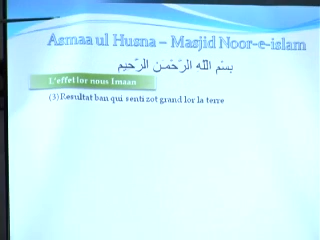 Asmaa ul Husna – Masjid Noor-e-islam
بِسْمِ اللهِ الرَّحْمَنِ الرَّحِيمِ
L'effet lor nous Imaan
(3) Resultat ban qui senti zot grand lor la terre